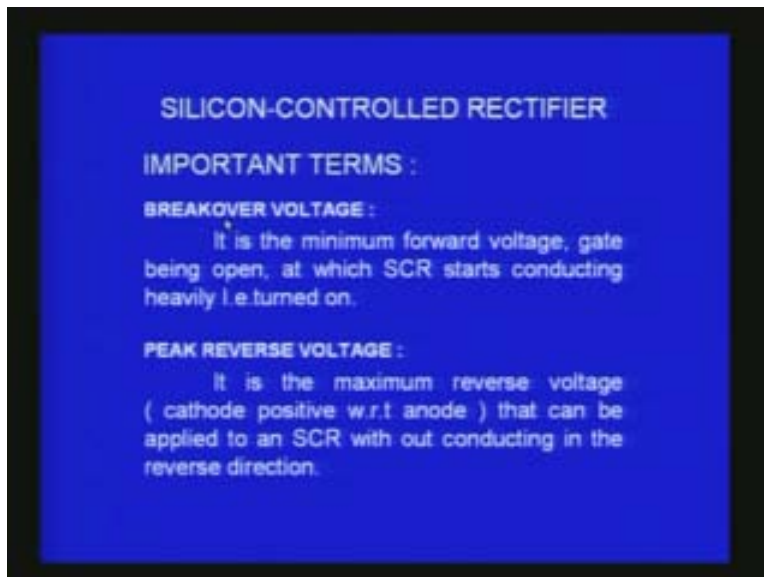 SILICON-CONTROLLED RECTIFIER
IMPORTANT TERMS :
BREAKOVER VOLTAGE :
It is the minimum forward voltage, gate
being open, at which SCR starts conducting
heavily I.e.turned on.
PEAK REVERSE VOLTAGE :
It is the maximum reverse voltage
( cathode positive w.r.t anode ) that can be
applied to an SCR with out conducting in the
reverse direction.